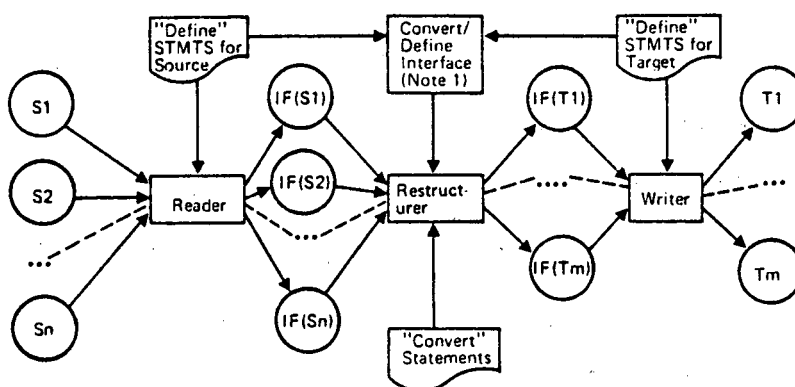 "Define"
STMTS for
Source
Convert/
Define
Interface
(Note 1)
"Define"
STMTS for
Target
S1
S2
...
Sn
Reader
IF(S1)
IF(S2)
...
IF(Sn)
Restruct-
urer
IF(T1)
....
IF(Tm)
Writer
T1
...
Tm
"Convert"
Statements